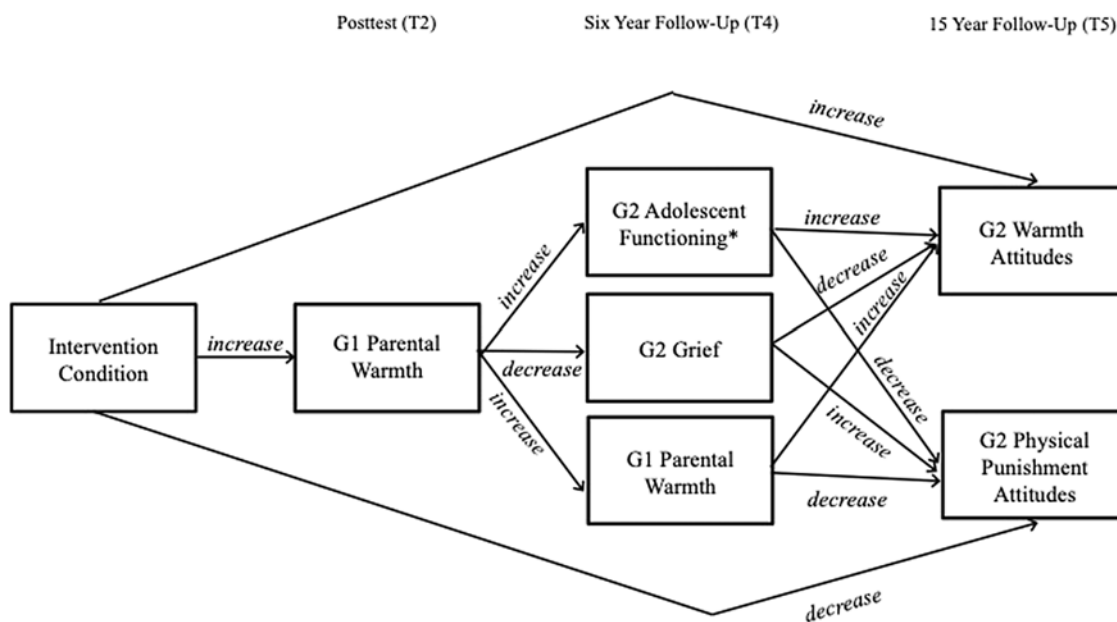 Posttest (T2)
Six Year Follow-Up (T4)
15 Year Follow-Up (T5)
increase
G2 Adolescent
Functioning*
increase
G2 Warmth
Attitudes
increase
decrease
increase
Intervention
Condition
increase
G1 Parental
Warmth
decrease
G2 Grief
decrease
increase
increase
G1 Parental
Warmth
decrease
G2 Physical
Punishment
Attitudes
decrease